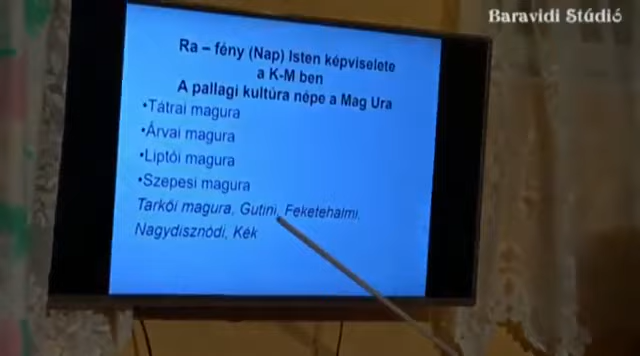 Baravidi Stúdió
Ra – fény (Nap) Isten képviselete
a K-M ben
A pallagi kultúra népe a Mag Ura
•Tátrai magura
•Árvai magura
•Liptói magura
•Szepesi magura
Tarkói magura, Gutini, Feketehalmi,
Nagydisznódi, Kék